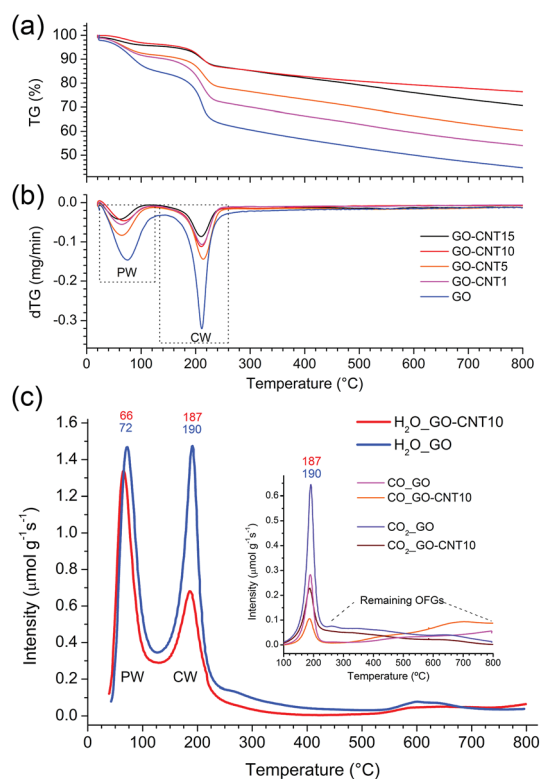 (a)
100
90
80
70
60
50
TG (%)
(b)
0.0
-0.1
-0.2
-0.3
dTG (mg/min)
PW
CW
GO-CNT15
GO-CNT10
GO-CNT5
GO-CNT1
GO
0 100 200 300 400 500 600 700 800
Temperature (°C)
(c)
1.6
1.4
1.2
1.0
0.8
0.6
0.4
0.2
0.0
Intensity (μmol g⁻¹s⁻¹)
66
72
187
190
H₂O_GO-CNT10
H₂O_GO
PW
CW
187
190
CO_GO
CO_GO-CNT10
CO₂_GO
CO₂_GO-CNT10
0.6
0.5
0.4
0.3
0.2
0.1
0.0
Intensity (μmol g⁻¹s⁻¹)
Remaining OFGs
100 200 300 400 500 600 700 800
Temperature (ºC)
0 100 200 300 400 500 600 700 800
Temperature (°C)